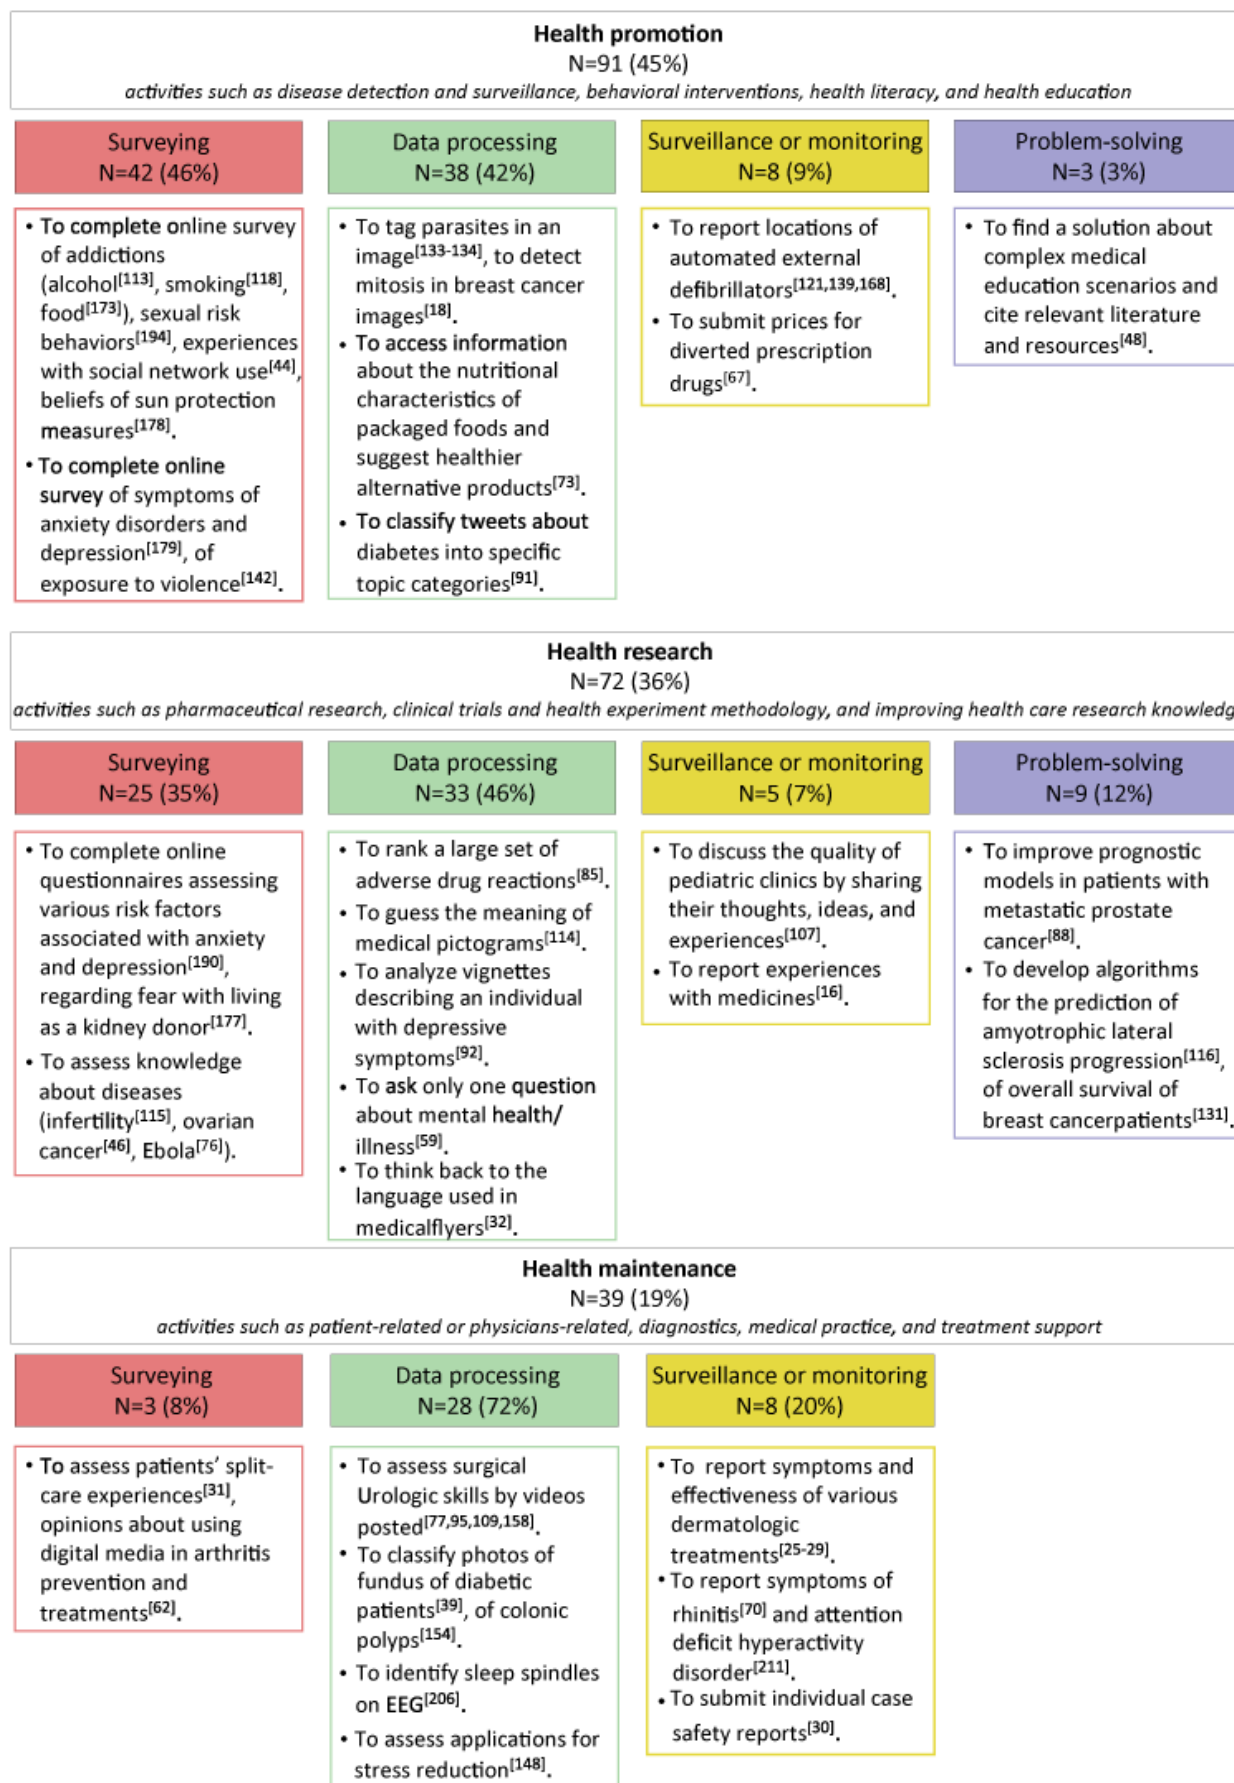 Health promotion
N=91 (45%)
activities such as disease detection and surveillance, behavioral interventions, health literacy, and health education
Surveying
N=42 (46%)
• To complete online survey
of addictions
(alcohol[113], smoking[118],
food[173]), sexual risk
behaviors[194], experiences
with social network use[44],
beliefs of sun protection
measures[178].
• To complete online
survey of symptoms of
anxiety disorders and
depression[179], of
exposure to violence[142].
Data processing
N=38 (42%)
• To tag parasites in an
image[133-134], to detect
mitosis in breast cancer
images[18].
• To access information
about the nutritional
characteristics of
packaged foods and
suggest healthier
alternative products[73].
• To classify tweets about
diabetes into specific
topic categories[91].
Surveillance or monitoring
N=8 (9%)
• To report locations of
automated external
defibrillators[121,139,168].
• To submit prices for
diverted prescription
drugs[67].
Problem-solving
N=3 (3%)
• To find a solution about
complex medical
education scenarios and
cite relevant literature
and resources[48].
Health research
N=72 (36%)
activities such as pharmaceutical research, clinical trials and health experiment methodology, and improving health care research knowledg
Surveying
N=25 (35%)
• To complete online
questionnaires assessing
various risk factors
associated with anxiety
and depression[190],
regarding fear with living
as a kidney donor[177].
• To assess knowledge
about diseases
(infertility[115], ovarian
cancer[46], Ebola[76]).
Data processing
N=33 (46%)
• To rank a large set of
adverse drug reactions[85].
• To guess the meaning of
medical pictograms[114].
• To analyze vignettes
describing an individual
with depressive
symptoms[92].
• To ask only one question
about mental health/
illness[59].
• To think back to the
language used in
medicalflyers[32].
Surveillance or monitoring
N=5 (7%)
• To discuss the quality of
pediatric clinics by sharing
their thoughts, ideas, and
experiences[107].
• To report experiences
with medicines[16].
Problem-solving
N=9 (12%)
• To improve prognostic
models in patients with
metastatic prostate
cancer[88].
• To develop algorithms
for the prediction of
amyotrophic lateral
sclerosis progression[116],
of overall survival of
breast cancerpatients[131].
Health maintenance
N=39 (19%)
activities such as patient-related or physicians-related, diagnostics, medical practice, and treatment support
Surveying
N=3 (8%)
• To assess patients’ split-
care experiences[31],
opinions about using
digital media in arthritis
prevention and
treatments[62].
Data processing
N=28 (72%)
• To assess surgical
Urologic skills by videos
posted[77,95,109,158].
• To classify photos of
fundus of diabetic
patients[39], of colonic
polyps[154].
• To identify sleep spindles
on EEG[206].
• To assess applications for
stress reduction[148].
Surveillance or monitoring
N=8 (20%)
• To report symptoms and
effectiveness of various
dermatologic
treatments[25-29].
• To report symptoms of
rhinitis[70] and attention
deficit hyperactivity
disorder[211].
• To submit individual case
safety reports[30].